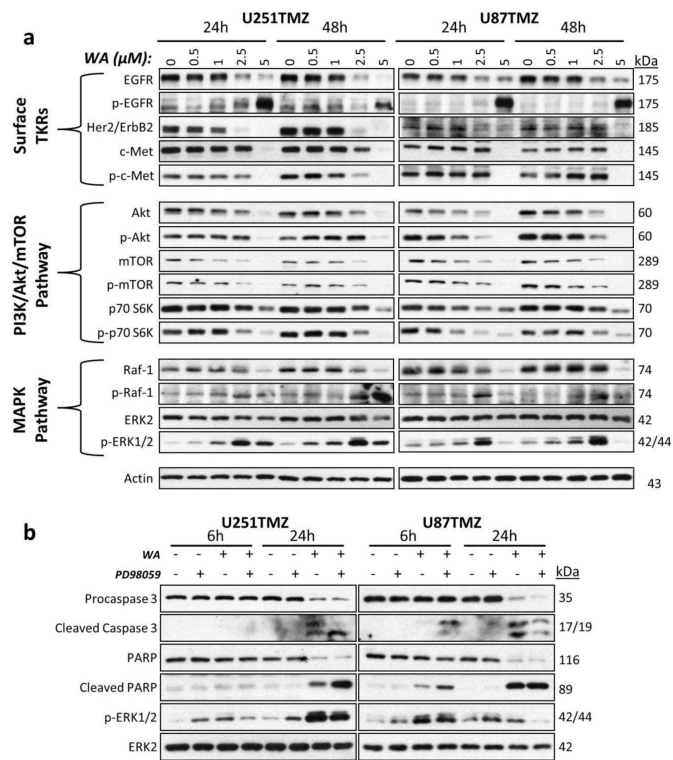 a
U251TMZ U87TMZ
24h 48h 24h 48h
WA (μM): 0 0.5 1 2.5 5 0 0.5 1 2.5 5 0 0.5 1 2.5 5 0 0.5 1 2.5 5 kDa
Surface TKRs
EGFR 175
p-EGFR 175
Her2/ErbB2 185
c-Met 145
p-c-Met 145
PI3K/Akt/mTOR Pathway
Akt 60
p-Akt 60
mTOR 289
p-mTOR 289
p70 S6K 70
p-p70 S6K 70
MAPK Pathway
Raf-1 74
p-Raf-1 74
ERK2 42
p-ERK1/2 42/44
Actin 43
b
U251TMZ U87TMZ
6h 24h 6h 24h
- - + + - - + + WA - - + + - - + +
PD98059 - + - + - + - + - + - + - + - + kDa
Procaspase 3 35
Cleaved Caspase 3 17/19
PARP 116
Cleaved PARP 89
p-ERK1/2 42/44
ERK2 42